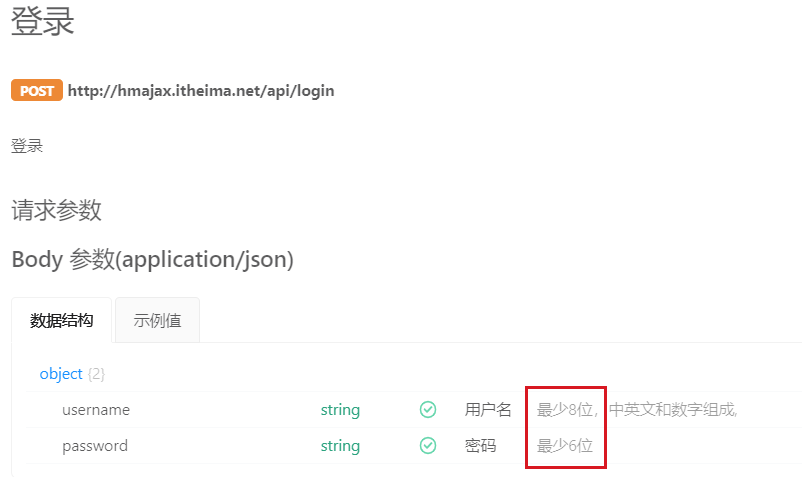 登录
POST http://hmajax.itheima.net/api/login
登录
请求参数
Body 参数(application/json)
数据结构 示例值
object {2}
username string 用户名 最少8位，中英文和数字组成,
password string 密码 最少6位